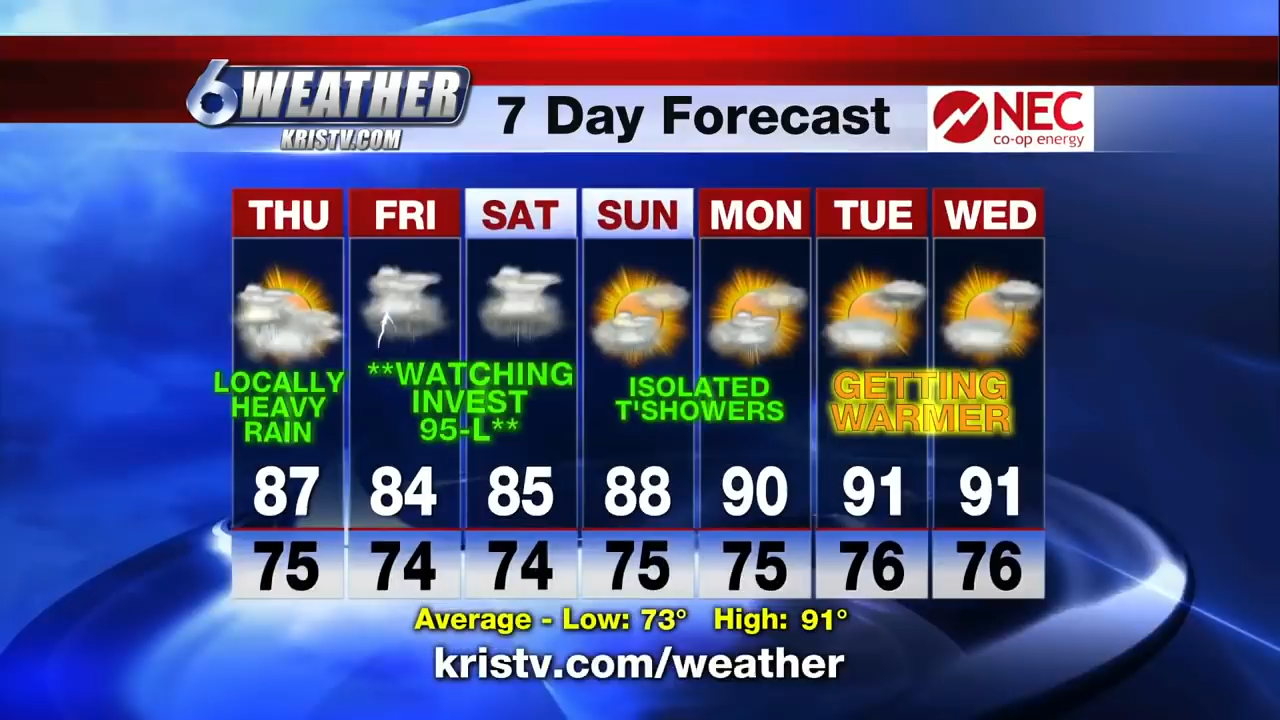 6 WEATHER
KRISTV.COM
7 Day Forecast
NEC
co-op energy
THU FRI SAT SUN MON TUE WED
LOCALLY
HEAVY
RAIN
**WATCHING
INVEST
95-L**
ISOLATED
T'SHOWERS
GETTING
WARMER
87 84 85 88 90 91 91
75 74 74 75 75 76 76
Average - Low: 73° High: 91°
kristv.com/weather